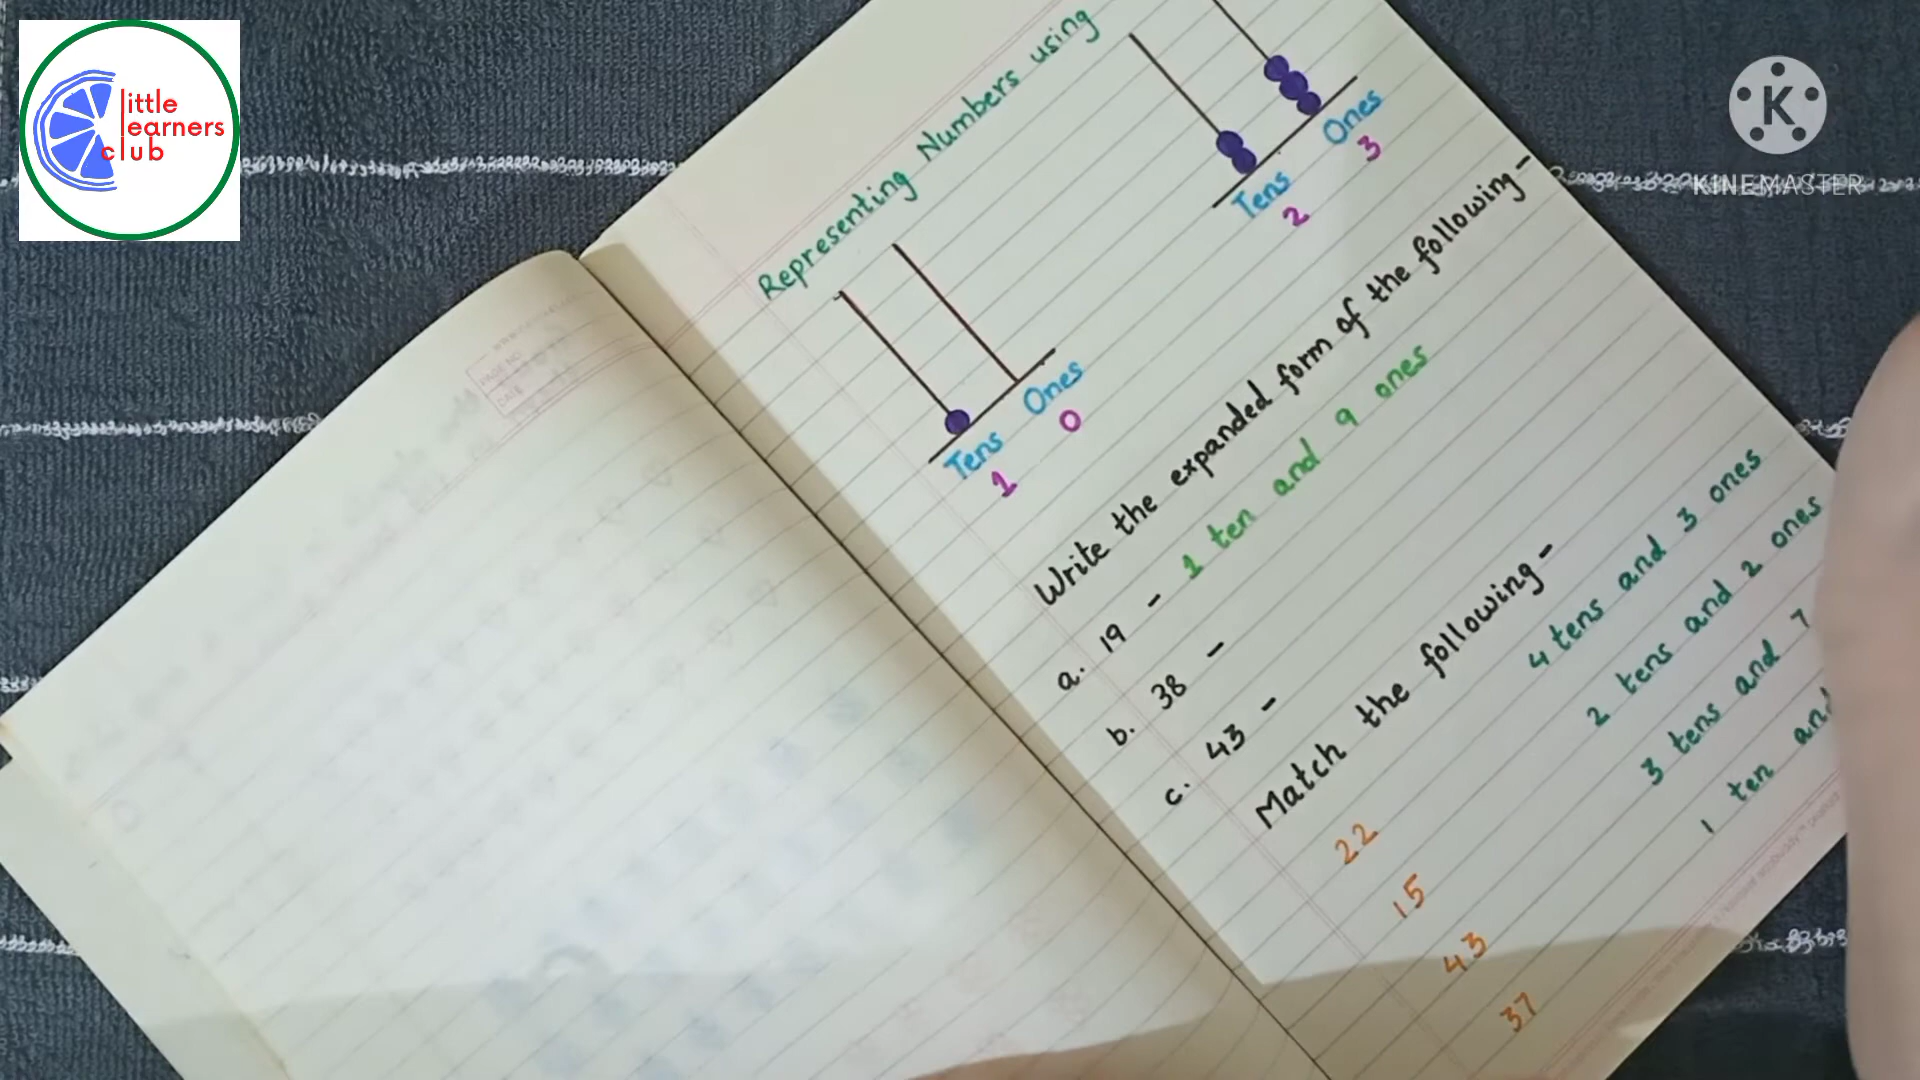 little
learners
club
KINEMASTER
Representing Numbers using
Tens Ones
1 0
Tens Ones
2 3
Write the expanded form of the following -
a. 19 - 1 ten and 9 ones
b. 38 -
c. 43 -
Match the following -
22 4 tens and 3 ones
15 2 tens and 2 ones
43 3 tens and 7
37 1 ten and